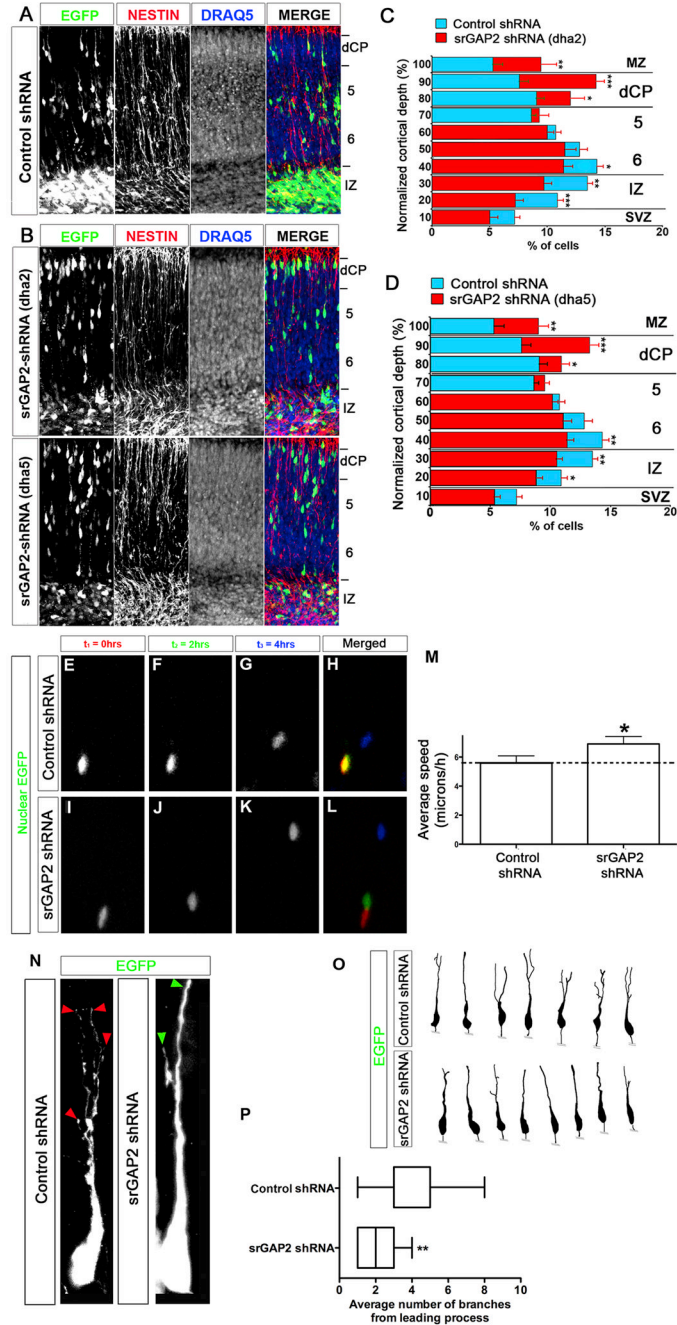 A
EGFP NESTIN DRAQ5 MERGE
Control shRNA
dCP
5
6
IZ
B
EGFP NESTIN DRAQ5 MERGE
srGAP2-shRNA (dha2)
dCP
5
6
IZ
srGAP2-shRNA (dha5)
dCP
5
6
IZ
C
Control shRNA
srGAP2 shRNA (dha2)
Normalized cortical depth (%)
100 ** MZ
90 *** dCP
80 *
70 5
60
50 6
40 *
30 ** IZ
20 ***
10 SVZ
0 5 10 15 20
% of cells
D
Control shRNA
srGAP2 shRNA (dha5)
Normalized cortical depth (%)
100 ** MZ
90 *** dCP
80 *
70 5
60
50 6
40 **
30 ** IZ
20 *
10 SVZ
0 5 10 15 20
% of cells
t₁ = 0hrs t₂ = 2hrs t₃ = 4hrs Merged
Nuclear EGFP
Control shRNA
E F G H
srGAP2 shRNA
I J K L
M
Average speed
(microns/h)
6
4
2
0
*
Control
shRNA
srGAP2
shRNA
N
EGFP
Control shRNA
srGAP2 shRNA
O
EGFP
Control shRNA
srGAP2 shRNA
P
Control shRNA
srGAP2 shRNA
**
0 2 4 6 8 10
Average number of branches
from leading process